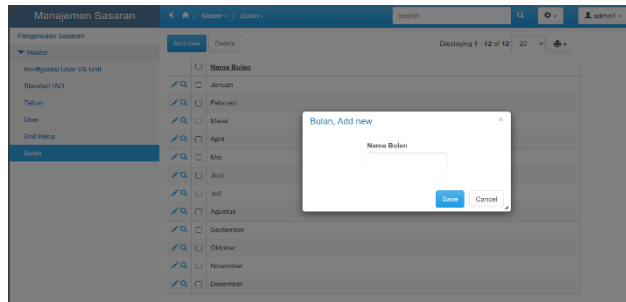 Manajemen Sasaran
/ Master / Bulan
search
admin1
Pengelolaan Sasaran
Master
Konfigurasi User VS Unit
Standart ISO
Tahun
User
Unit Kerja
Bulan
Add new
Delete
Displaying 1 - 12 of 12
20
Nama Bulan
Januari
Februari
Maret
April
Mei
Juni
Juli
Agustus
September
Oktober
November
Desember
Bulan, Add new
×
Nama Bulan
Save
Cancel